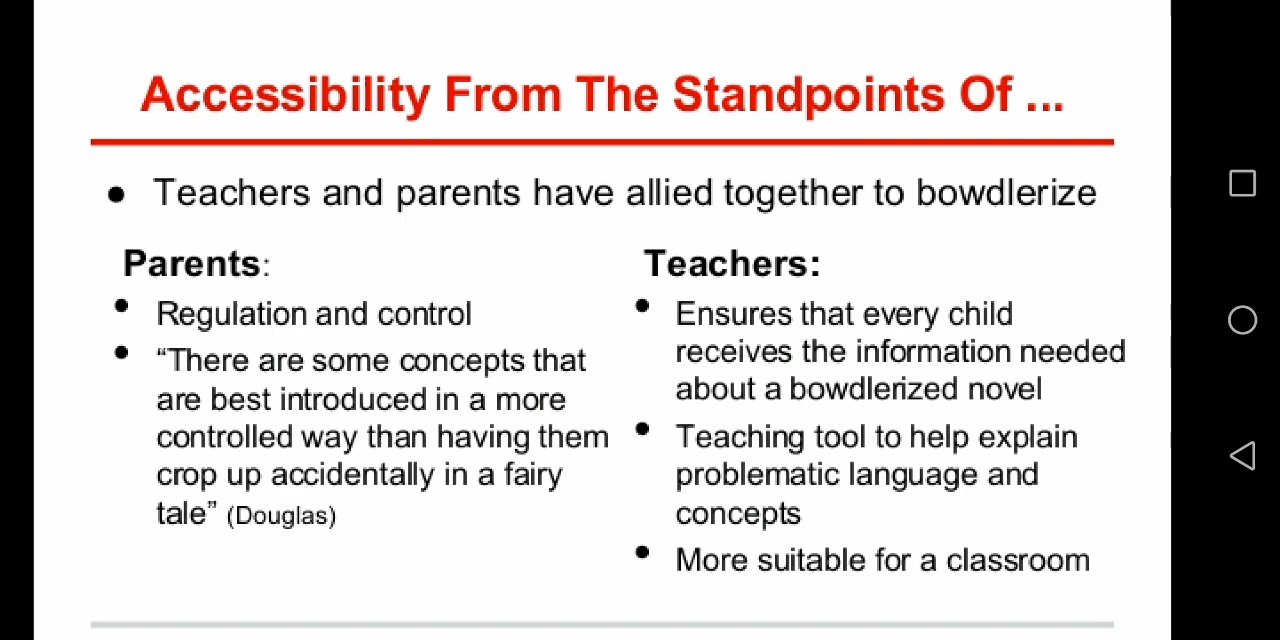 Accessibility From The Standpoints Of ...
● Teachers and parents have allied together to bowdlerize
Parents:
• Regulation and control
• “There are some concepts that
are best introduced in a more
controlled way than having them
crop up accidentally in a fairy
tale” (Douglas)
Teachers:
• Ensures that every child
receives the information needed
about a bowdlerized novel
• Teaching tool to help explain
problematic language and
concepts
• More suitable for a classroom